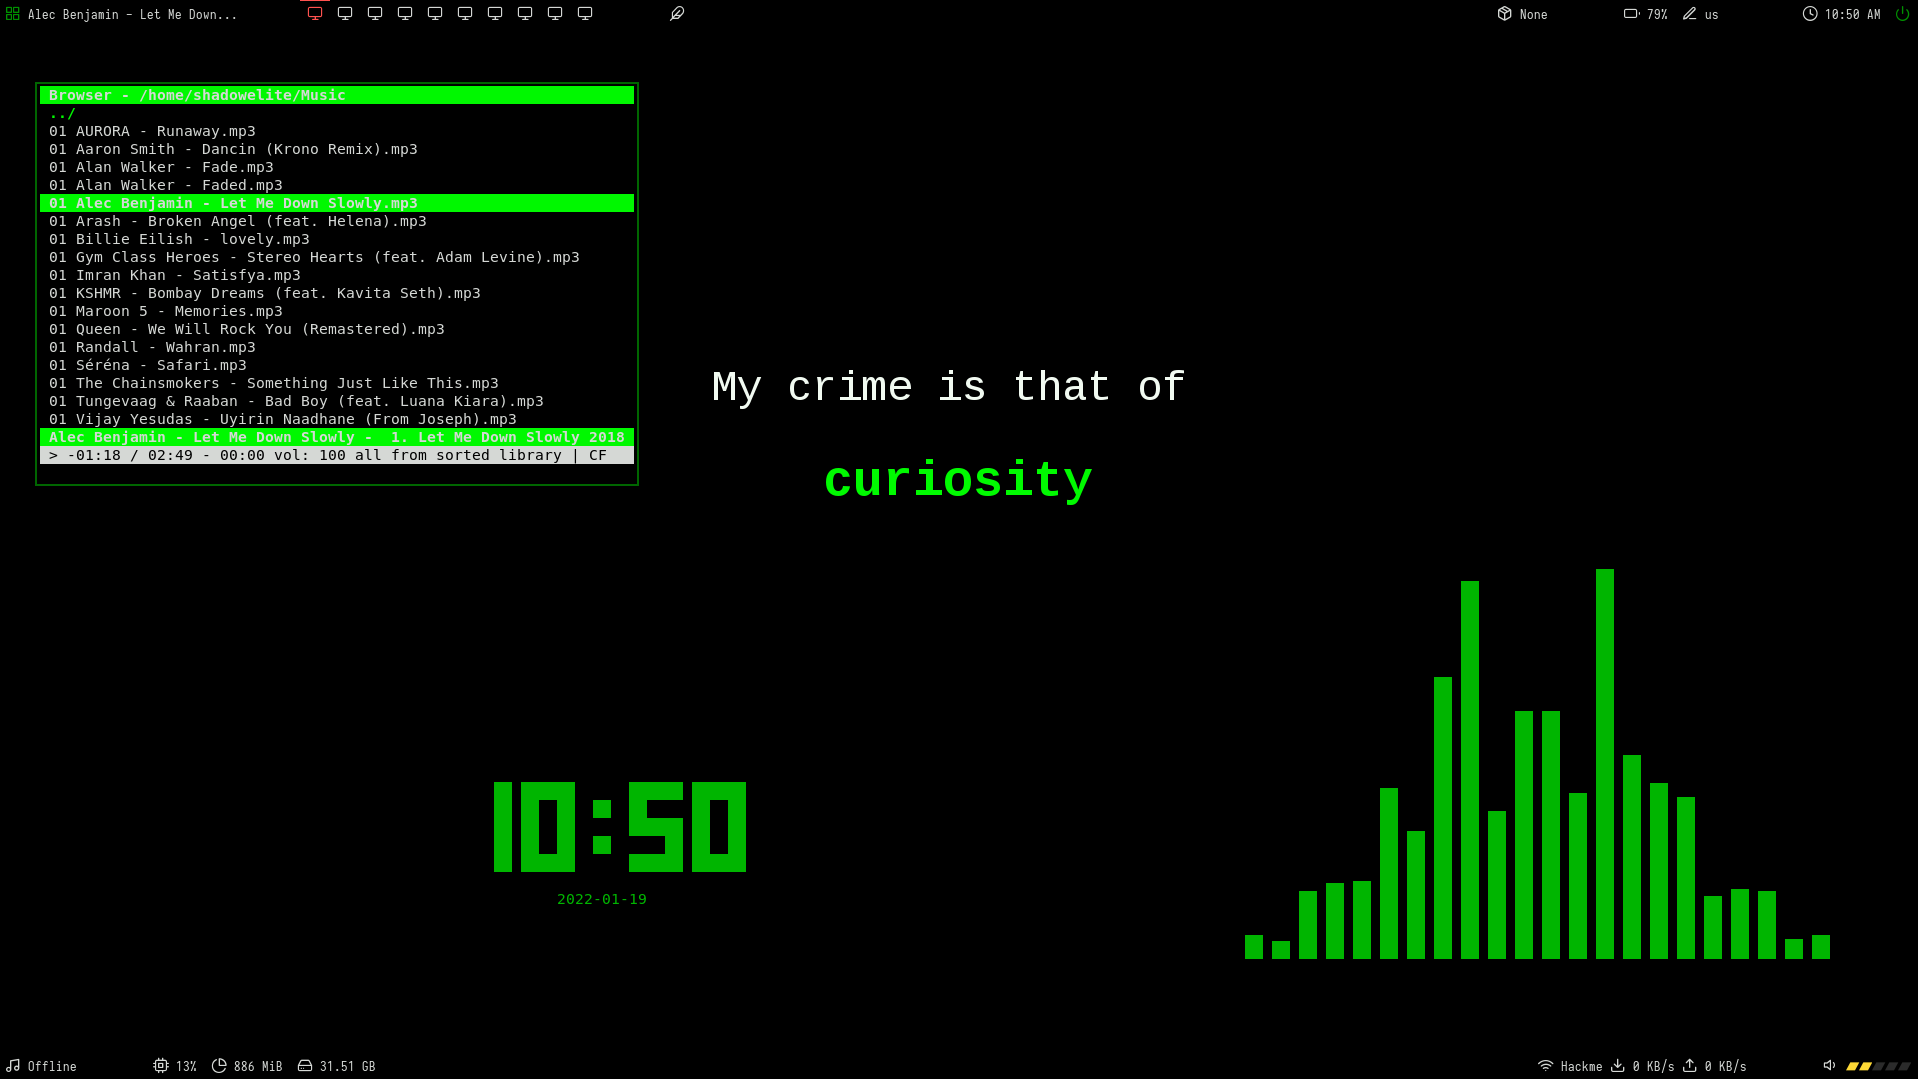 Alec Benjamin - Let Me Down...
None
79%
us
10:50 AM
Browser - /home/shadowelite/Music
../
01 AURORA - Runaway.mp3
01 Aaron Smith - Dancin (Krono Remix).mp3
01 Alan Walker - Fade.mp3
01 Alan Walker - Faded.mp3
01 Alec Benjamin - Let Me Down Slowly.mp3
01 Arash - Broken Angel (feat. Helena).mp3
01 Billie Eilish - lovely.mp3
01 Gym Class Heroes - Stereo Hearts (feat. Adam Levine).mp3
01 Imran Khan - Satisfya.mp3
01 KSHMR - Bombay Dreams (feat. Kavita Seth).mp3
01 Maroon 5 - Memories.mp3
01 Queen - We Will Rock You (Remastered).mp3
01 Randall - Wahran.mp3
01 Séréna - Safari.mp3
01 The Chainsmokers - Something Just Like This.mp3
01 Tungevaag & Raaban - Bad Boy (feat. Luana Kiara).mp3
01 Vijay Yesudas - Uyirin Naadhane (From Joseph).mp3
Alec Benjamin - Let Me Down Slowly -  1. Let Me Down Slowly 2018
> -01:18 / 02:49 - 00:00 vol: 100 all from sorted library | CF
My crime is that of
curiosity
10:50
2022-01-19
Offline
13%
886 MiB
31.51 GB
Hackme
0 KB/s
0 KB/s